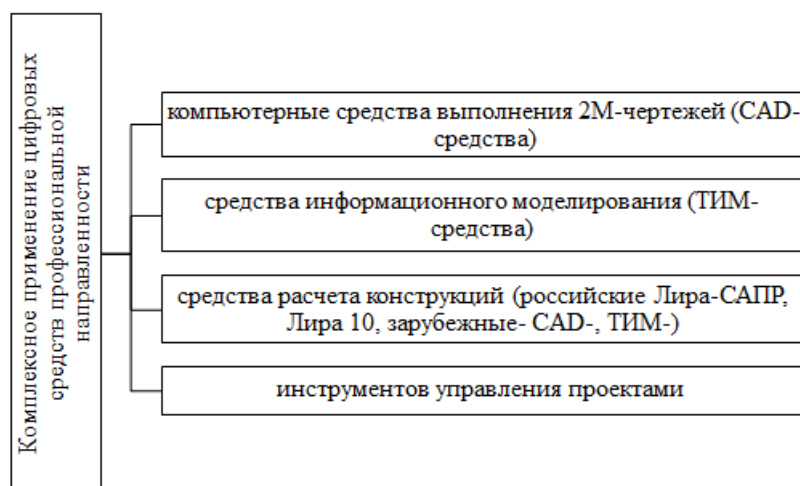 Комплексное применение цифровых
средств профессиональной
направленности
компьютерные средства выполнения 2М-чертежей (CAD-
средства)
средства информационного моделирования (ТИМ-
средства)
средства расчета конструкций (российские Лира-САПР,
Лира 10, зарубежные- CAD-, ТИМ-)
инструментов управления проектами